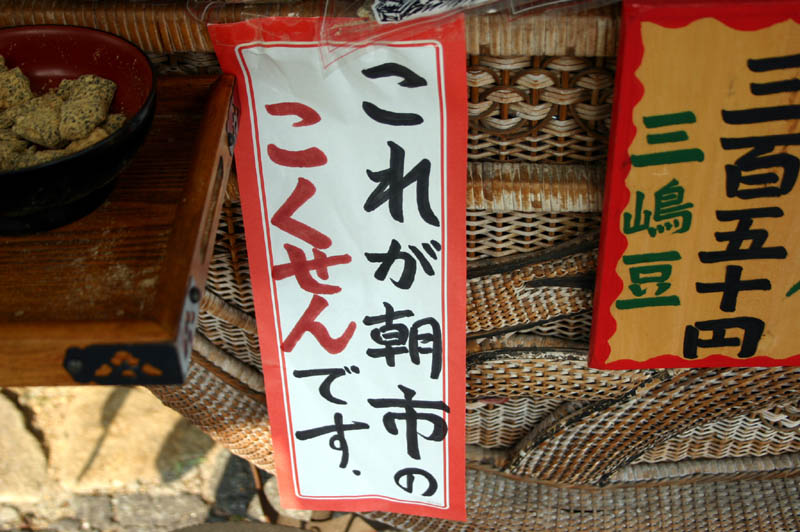 三百五十円
三嶋豆
これが朝市の
こくせんです、